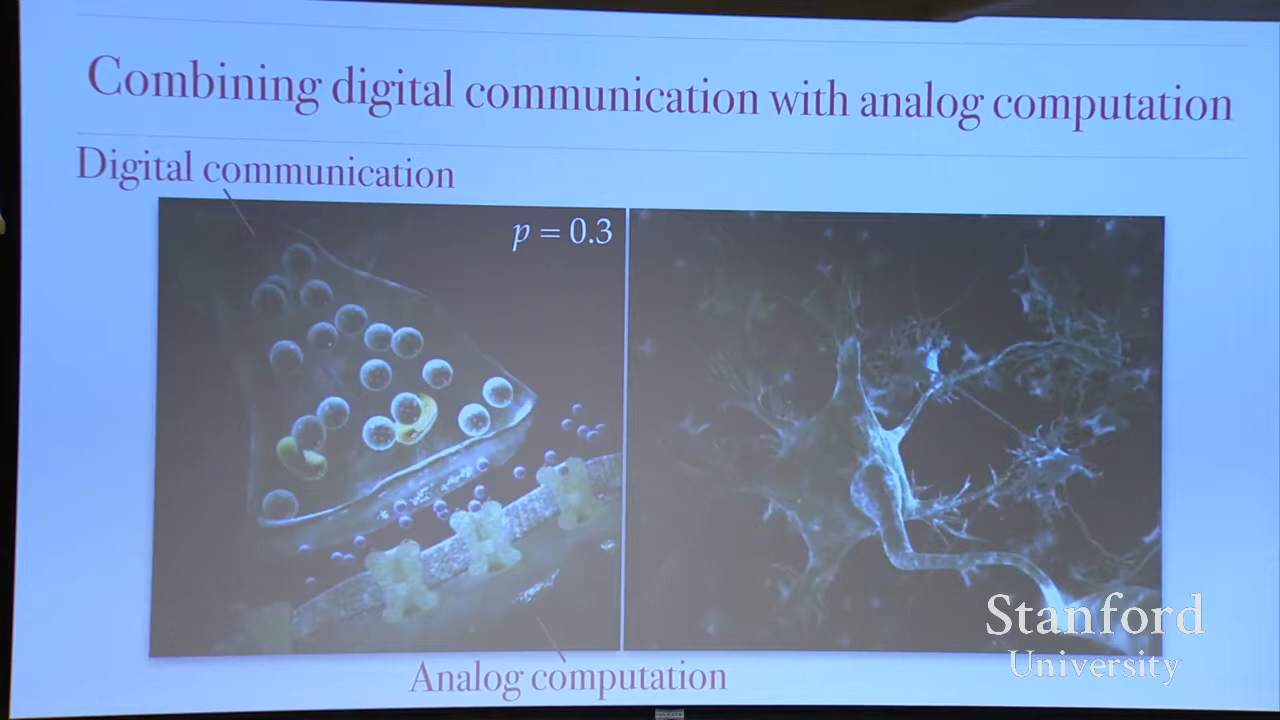 Combining digital communication with analog computation
Digital communication
p = 0.3
Analog computation
Stanford
University